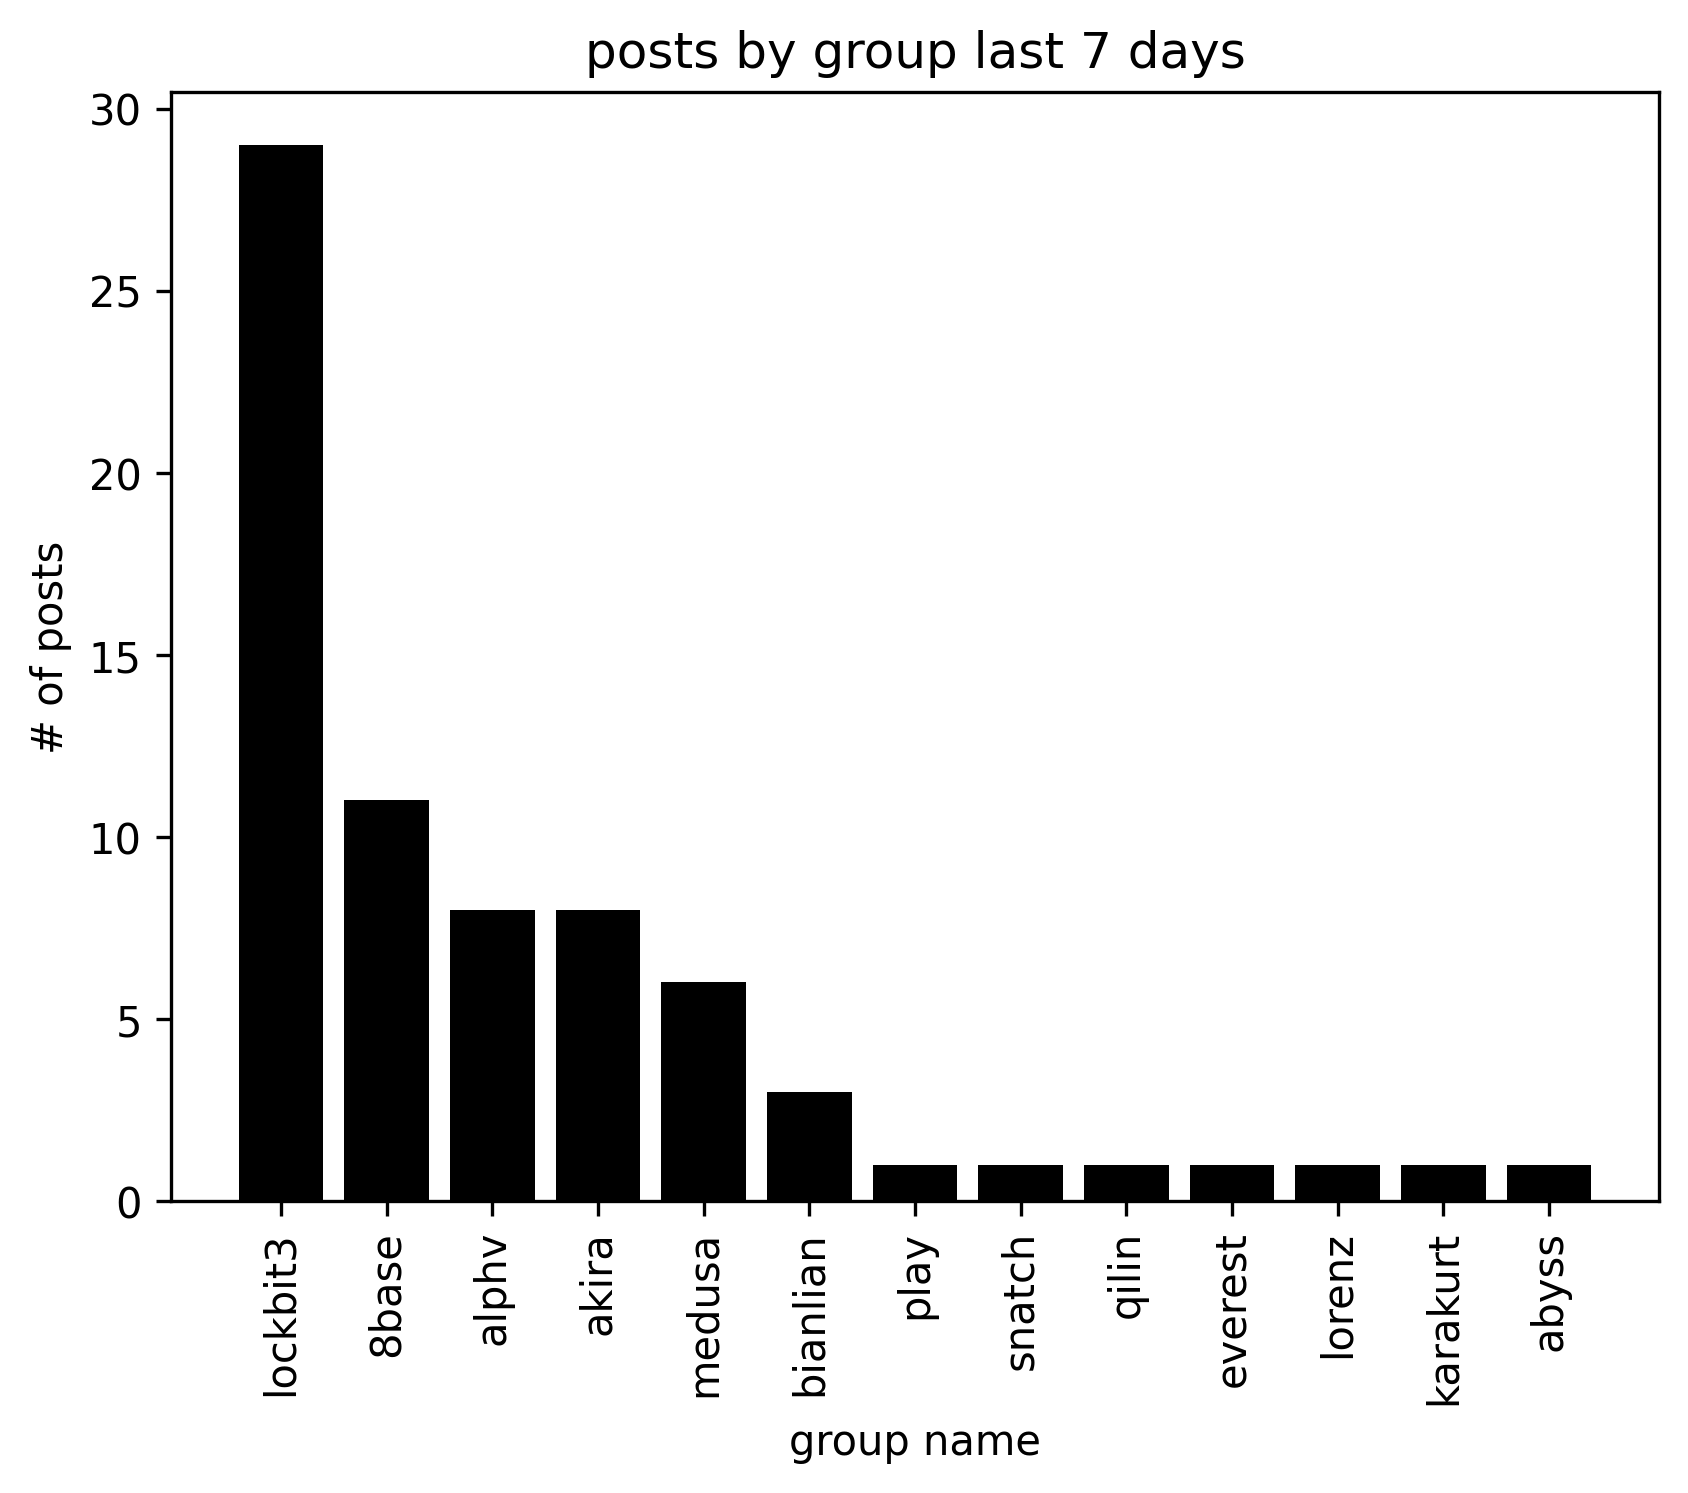 posts by group last 7 days
30
25
20
15
10
5
0
# of posts
lockbit3
8base
alphv
akira
medusa
bianlian
play
snatch
qilin
everest
lorenz
karakurt
abyss
group name